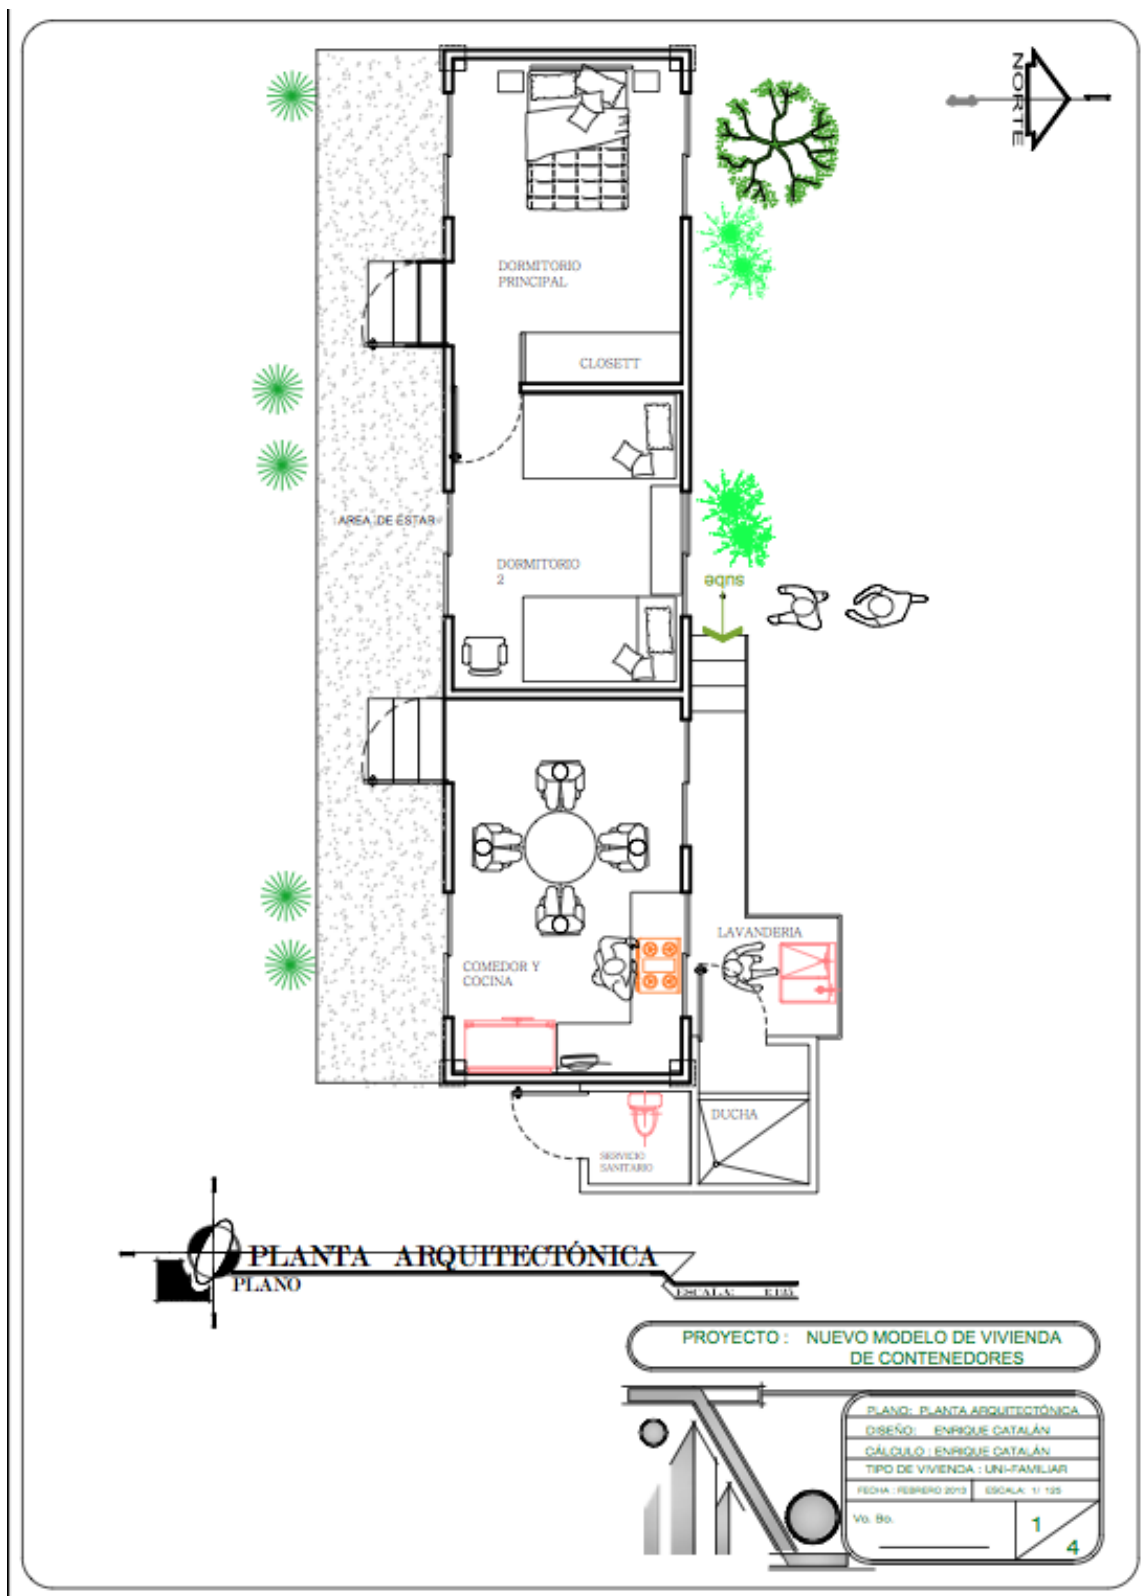 NORTE
DORMITORIO
PRINCIPAL
CLOSETT
AREA DE ESTAR
DORMITORIO
2
sube
LAVANDERIA
COMEDOR Y
COCINA
DUCHA
SERVICIO
SANITARIO
PLANTA ARQUITECTÓNICA
PLANO
ESCALA:
PROYECTO : NUEVO MODELO DE VIVIENDA
DE CONTENEDORES
PLANO: PLANTA ARQUITECTÓNICA
DISEÑO: ENRIQUE CATALÁN
CÁLCULO : ENRIQUE CATALÁN
TIPO DE VIVIENDA : UNI-FAMILIAR
FECHA : FEBRERO 2013 ESCALA: 1/ 125
Vo. Bo.
1
4